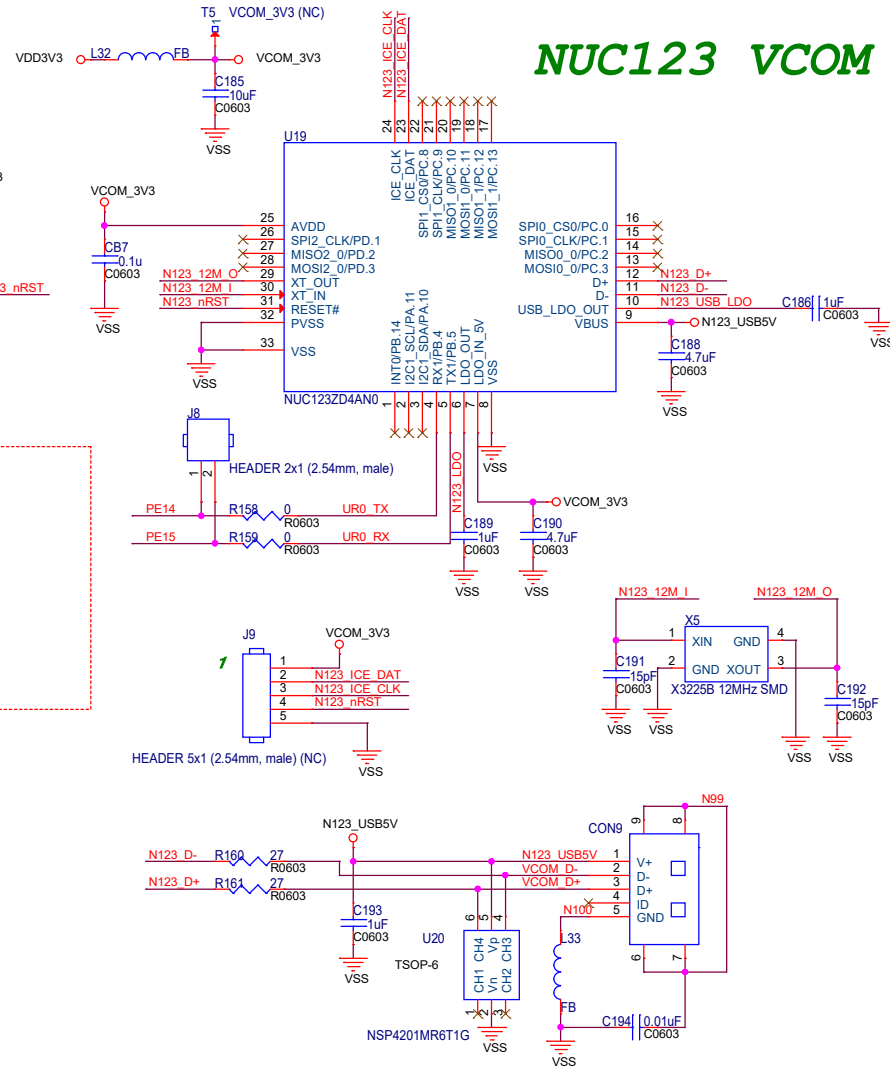 T5 VCOM_3V3 (NC)
1
VDD3V3 L32 FB VCOM_3V3
C185
10uF
C0603
VSS
NUC123 VCOM
N123_ICE_CLK
N123_ICE_DAT
24
23
22
21
20
19
18
17
U19
ICE_CLK
ICE_DAT
SPI1_CS0/PC.8
SPI1_CLK/PC.9
MISO1_0/PC.10
MOSI1_0/PC.11
MISO1_1/PC.12
MOSI1_1/PC.13
3
VCOM_3V3
CB7
0.1u
C0603
VSS
3_nRST
25 AVDD
26 SPI2_CLK/PD.1
27 MISO2_0/PD.2
28 MOSI2_0/PD.3
N123_12M_O 29 XT_OUT
N123_12M_I 30 XT_IN
N123_nRST 31 RESET#
32 PVSS
33 VSS
VSS
SPI0_CS0/PC.0 16
SPI0_CLK/PC.1 15
MISO0_0/PC.2 14
MOSI0_0/PC.3 13
D+ 12 N123_D+
D- 11 N123_D-
USB_LDO_OUT 10 N123_USB_LDO
VBUS 9 N123_USB5V
C186 1uF
C0603
VSS
C188
4.7uF
C0603
VSS
INT0/PB.14
I2C1_SCL/PA.11
I2C1_SDA/PA.10
RX1/PB.4
TX1/PB.5
LDO_OUT
LDO_IN_5V
VSS
NUC123ZD4AN0
1
2
3
4
5
6
7
8
VSS
J8
1
2
HEADER 2x1 (2.54mm, male)
N123_LDO
VCOM_3V3
PE14 R158 0 UR0_TX
R0603
PE15 R159 0 UR0_RX
R0603
C189
1uF
C0603
VSS
C190
4.7uF
C0603
VSS
J9
1
VCOM_3V3
1
2 N123_ICE_DAT
3 N123_ICE_CLK
4 N123_nRST
5
VSS
HEADER 5x1 (2.54mm, male) (NC)
N123_12M_I N123_12M_O
X5
1 XIN GND 4
2 GND XOUT 3
X3225B 12MHz SMD
C191
15pF
C0603
VSS
VSS
VSS
C192
15pF
C0603
VSS
N123_USB5V
N123_D- R160 27
R0603
N123_D+ R161 27
R0603
C193
1uF
C0603
VSS
N99
CON9
9
8
N123_USB5V 1 V+
VCOM_D- 2 D-
VCOM_D+ 3 D+
4 ID
N100 5 GND
6
7
6
5
4
U20
TSOP-6
CH4
Vp
CH3
CH1
Vn
CH2
1
2
3
NSP4201MR6T1G
VSS
L33
FB
C194 0.01uF
C0603
VSS